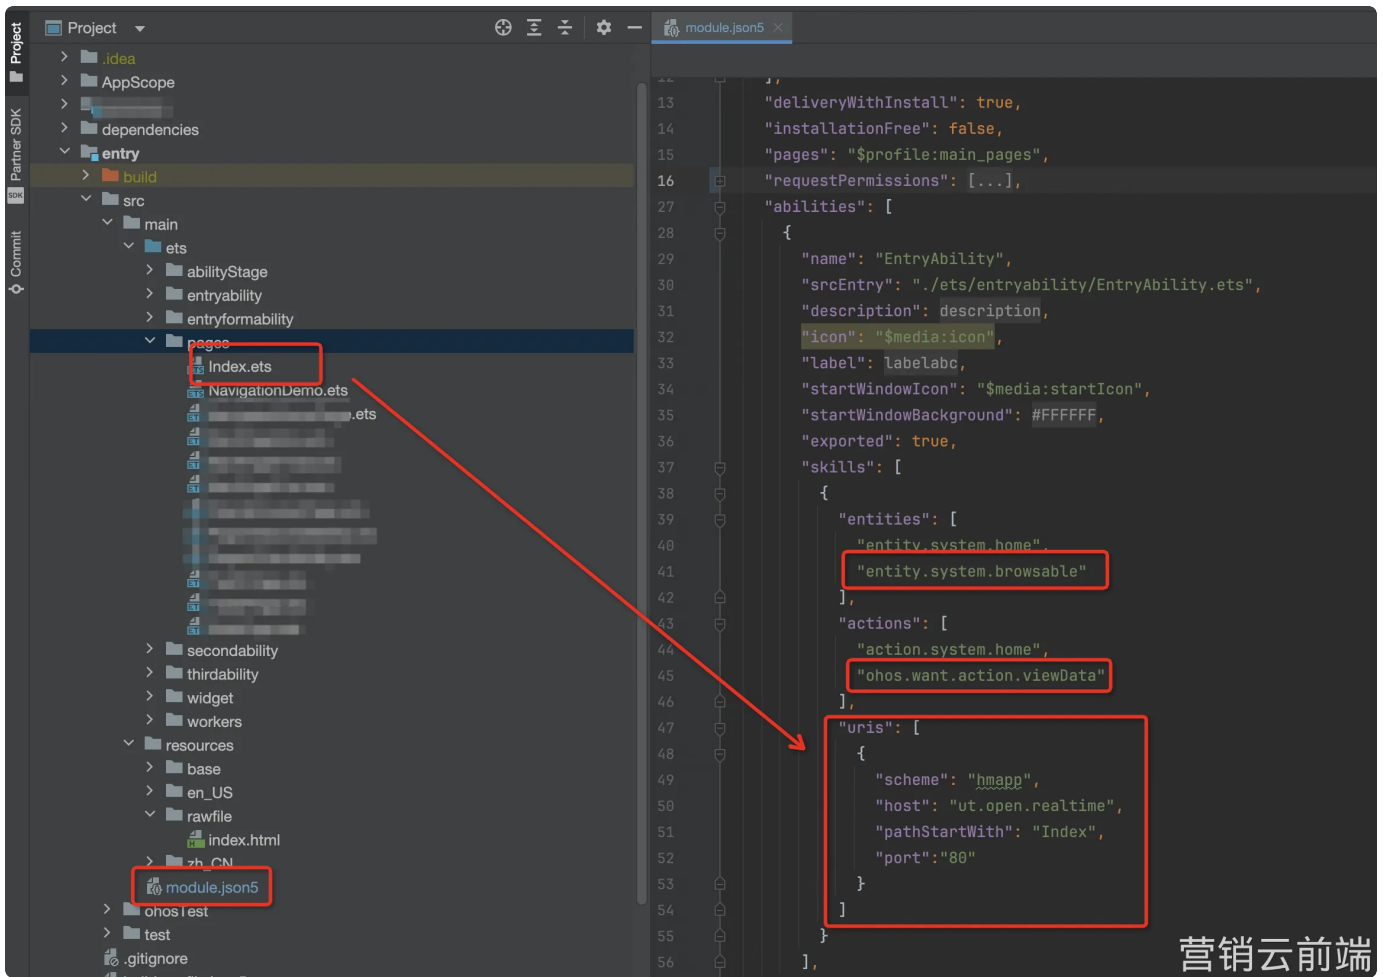 Project
Project
module.json5
Partner SDK
SDK
Commit
.idea
AppScope
dependencies
entry
build
src
main
ets
abilityStage
entryability
entryformability
pages
Index.ets
NavigationDemo.ets
.ets
secondability
thirdability
widget
workers
resources
base
en_US
rawfile
index.html
zh_CN
module.json5
ohosTest
test
.gitignore
12 ],
13 "deliveryWithInstall": true,
14 "installationFree": false,
15 "pages": "$profile:main_pages",
16 "requestPermissions": [...],
27 "abilities": [
28 {
29 "name": "EntryAbility",
30 "srcEntry": "./ets/entryability/EntryAbility.ets",
31 "description": description,
32 "icon": "$media:icon",
33 "label": labelabc,
34 "startWindowIcon": "$media:startIcon",
35 "startWindowBackground": #FFFFFF,
36 "exported": true,
37 "skills": [
38 {
39 "entities": [
40 "entity.system.home",
41 "entity.system.browsable"
42 ],
43 "actions": [
44 "action.system.home",
45 "ohos.want.action.viewData"
46 ],
47 "uris": [
48 {
49 "scheme": "hmapp",
50 "host": "ut.open.realtime",
51 "pathStartWith": "Index",
52 "port":"80"
53 }
54 ]
55 }
56 ],
营销云前端